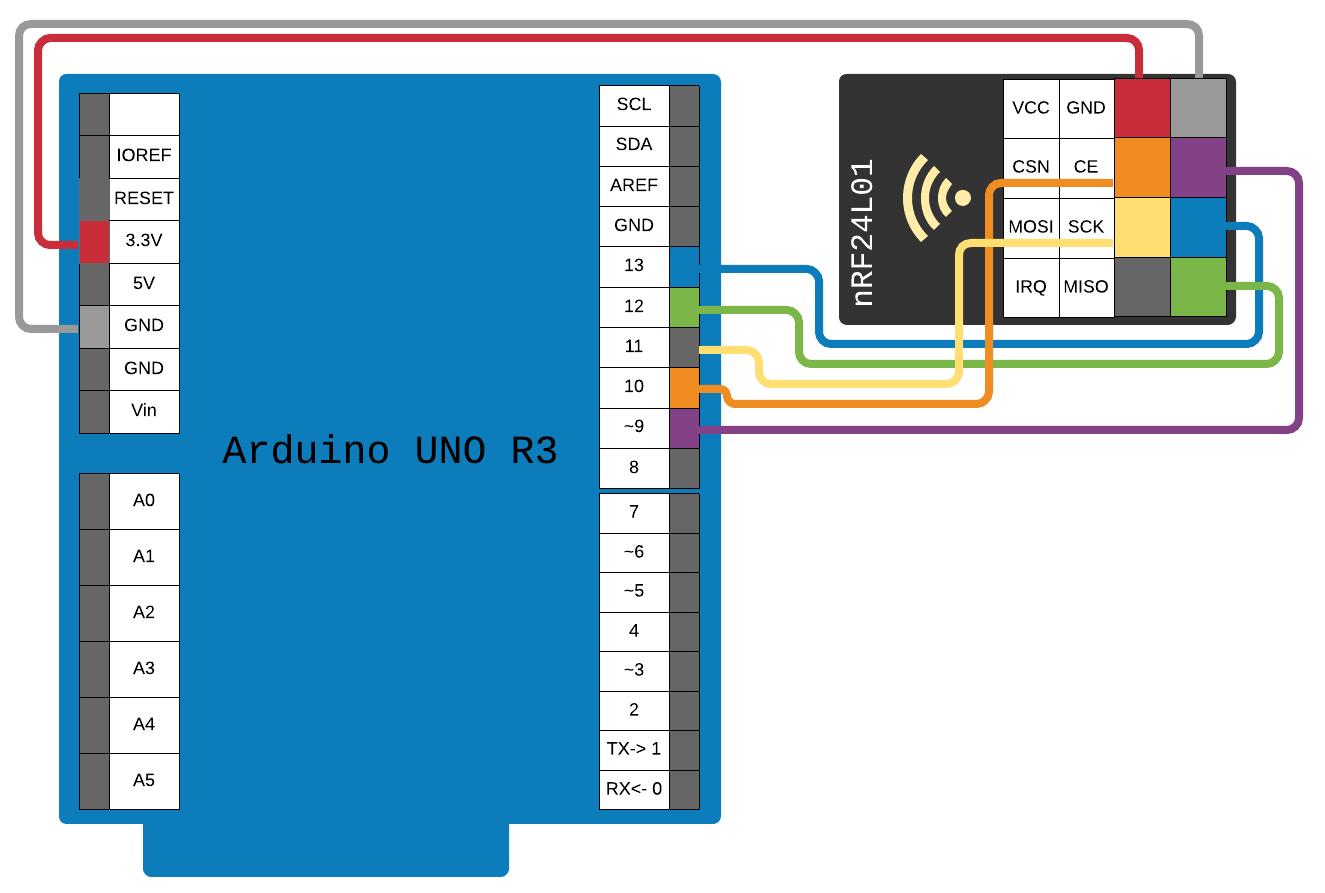 IOREF
RESET
3.3V
5V
GND
GND
Vin
A0
A1
A2
A3
A4
A5
Arduino UNO R3
SCL
SDA
AREF
GND
13
12
11
10
~9
8
7
~6
~5
4
~3
2
TX-> 1
RX<- 0
nRF24L01
VCC GND
CSN CE
MOSI SCK
IRQ MISO